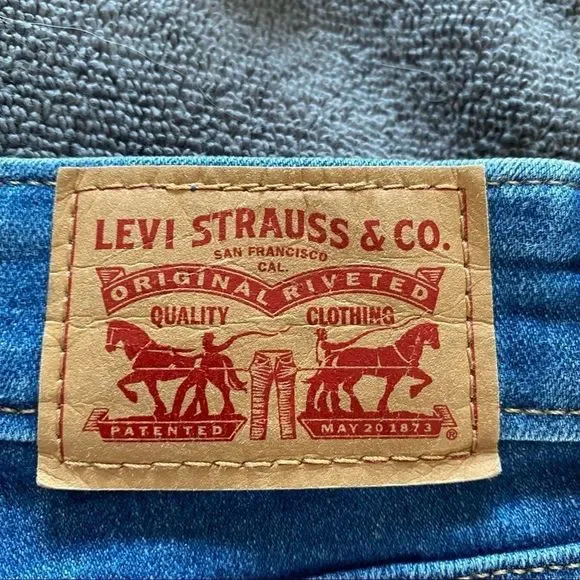 LEVI STRAUSS & CO.
SAN FRANCISCO
CAL.
ORIGINAL RIVETED
QUALITY CLOTHING
PATENTED MAY 20 1873 ®